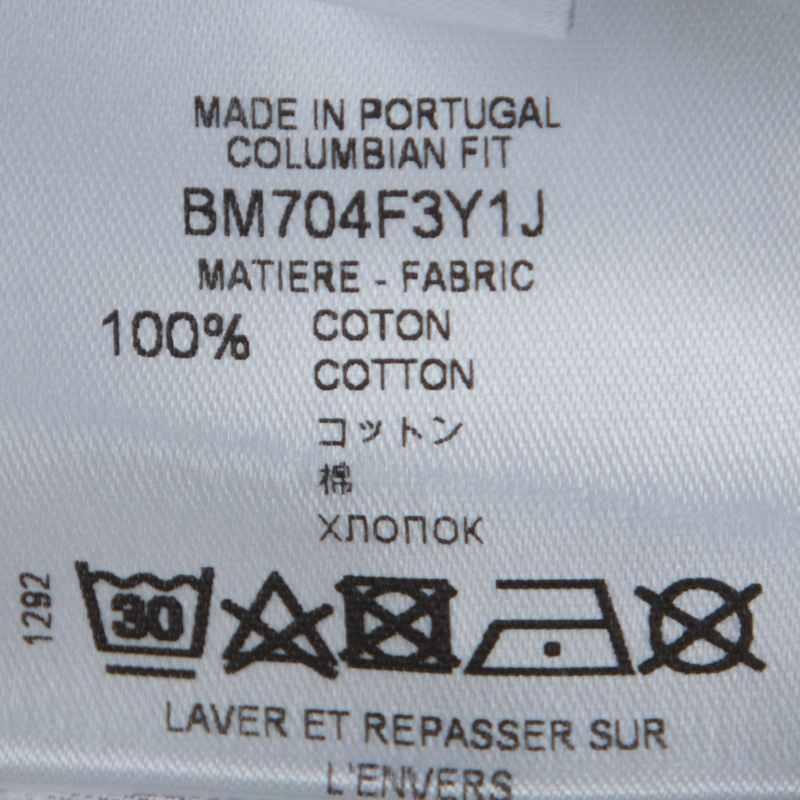 MADE IN PORTUGAL
COLUMBIAN FIT
BM704F3Y1J
MATIERE - FABRIC
100% COTON
COTTON
コットン
棉
хлопок
1292
30
LAVER ET REPASSER SUR
L'ENVERS